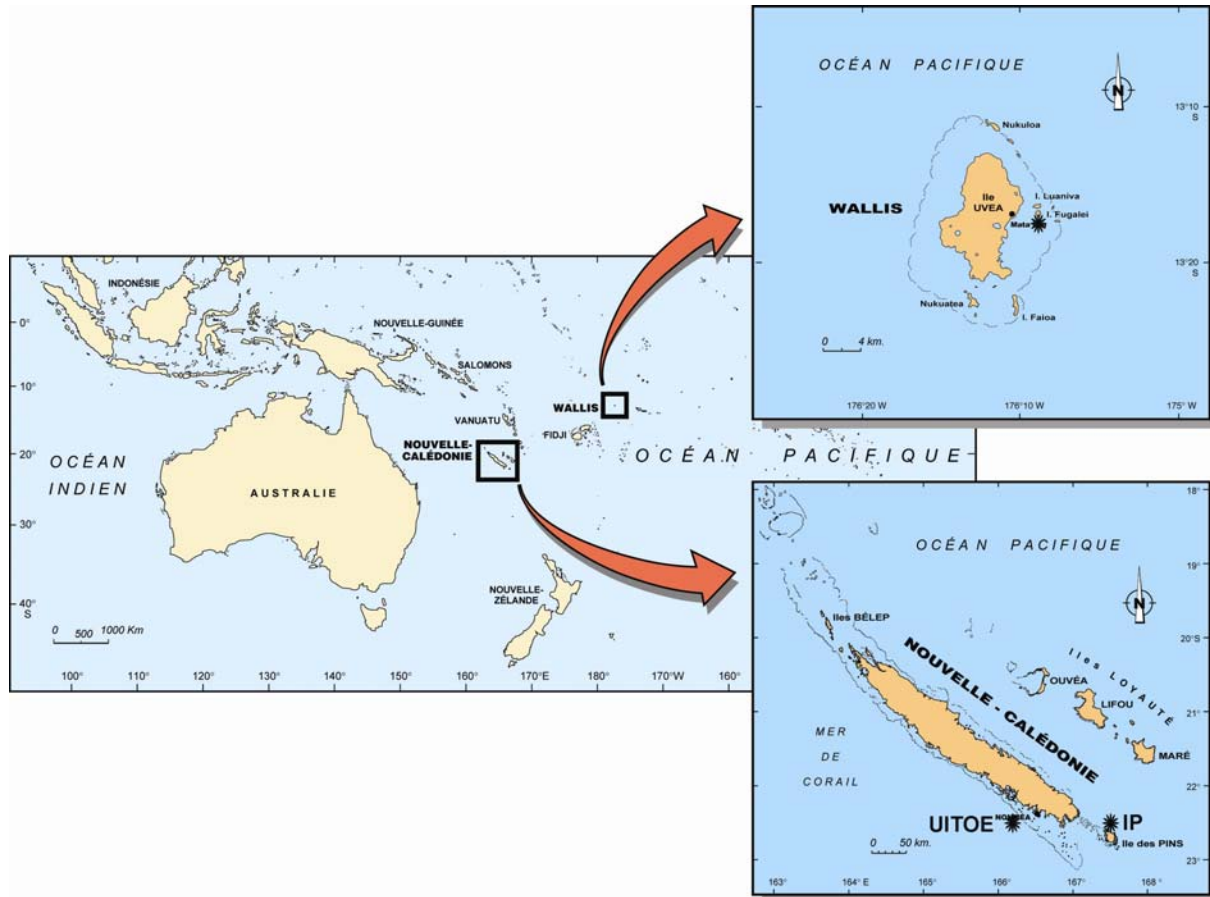 OCÉAN PACIFIQUE
N
13°10
S
Nukuloa
Ile
UVEA
I. Luaniva
WALLIS
I. Fugalei
Mata
13°20
S
Nukuatea
I. Faioa
0 4 km.
176°20 W
176°10 W
175° W
INDONÉSIE
0°
NOUVELLE-GUINÉE
SALOMONS
10°
WALLIS
VANUATU
FIDJI
NOUVELLE-
CALÉDONIE
20°
OCÉAN
INDIEN
OCÉAN PACIFIQUE
AUSTRALIE
30°
NOUVELLE-
ZÉLANDE
40°
S
0 500 1000 Km
100° 110° 120° 130° 140° 150° 160° 170°E 180° 170°W 160°
18°
OCÉAN PACIFIQUE
19°
N
Iles BÉLEP
20°S
NOUVELLE - CALÉDONIE
Iles LOYAUTÉ
OUVÉA
LIFOU
21°
MER
DE
CORAIL
MARÉ
22°
UITOE
IP
Ile des PINS
0 50 km.
23°
163° 164° E 165° 166° 167° 168°